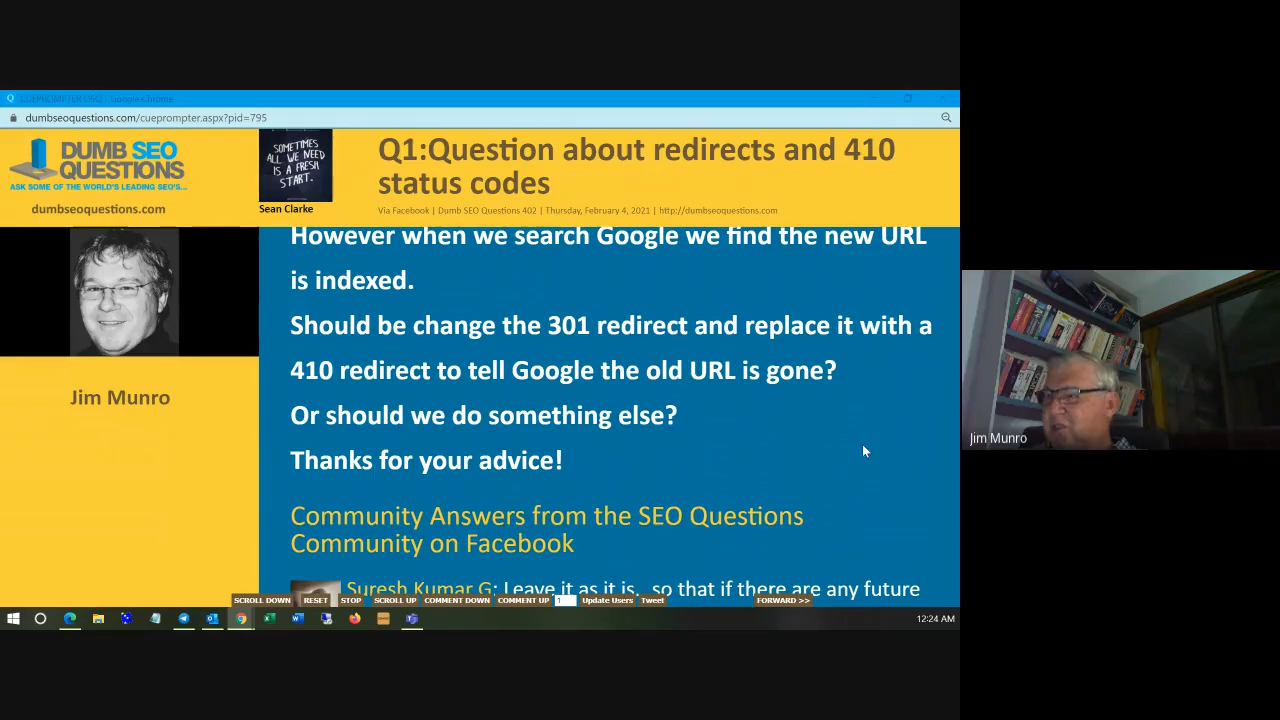 dumbseoquestions.com/cueprompter.aspx?pid=795
DUMB SEO
QUESTIONS
ASK SOME OF THE WORLD'S LEADING SEO'S...
dumbseoquestions.com
SOMETIMES
ALL WE NEED
IS A FRESH
START.
Sean Clarke
Q1:Question about redirects and 410
status codes
Via Facebook | Dumb SEO Questions 402 | Thursday, February 4, 2021 | http://dumbseoquestions.com
Jim Munro
However when we search Google we find the new URL
is indexed.
Should be change the 301 redirect and replace it with a
410 redirect to tell Google the old URL is gone?
Or should we do something else?
Thanks for your advice!
Community Answers from the SEO Questions
Community on Facebook
Suresh Kumar G: Leave it as it is.. so that if there are any future
SCROLL DOWN RESET STOP SCROLL UP COMMENT DOWN COMMENT UP 1 Update Users Tweet FORWARD >>
12:24 AM
Jim Munro